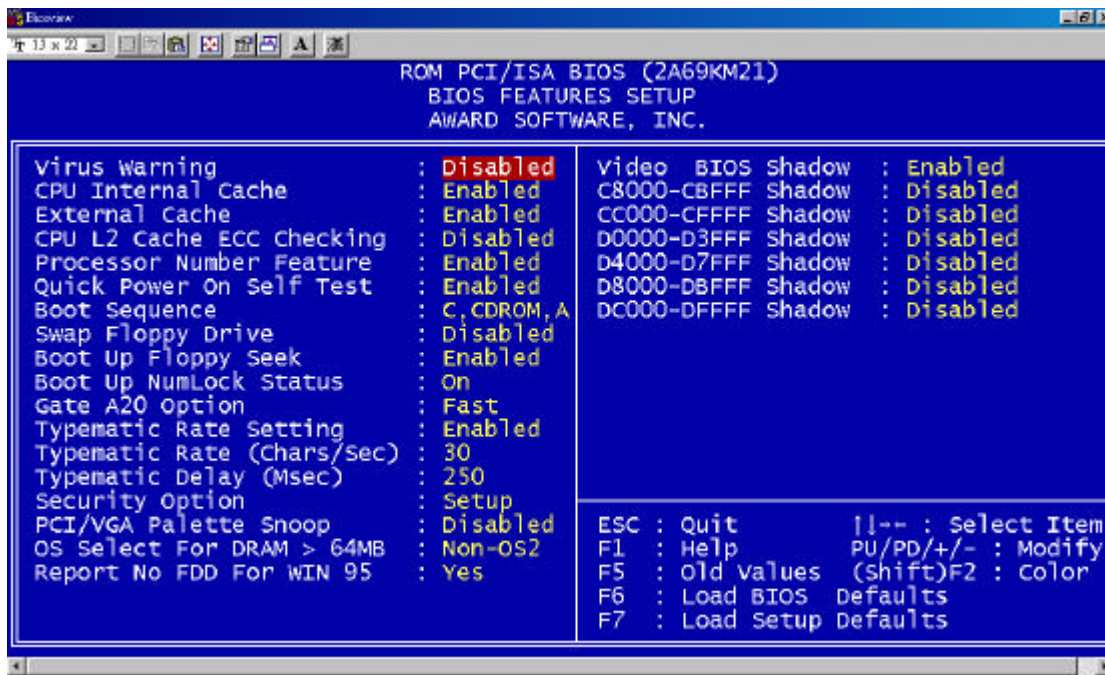 Biosview
13 x 22
A
ROM PCI/ISA BIOS (2A69KM21)
BIOS FEATURES SETUP
AWARD SOFTWARE, INC.
Virus Warning : Disabled
CPU Internal Cache : Enabled
External Cache : Enabled
CPU L2 Cache ECC Checking : Disabled
Processor Number Feature : Enabled
Quick Power On Self Test : Enabled
Boot Sequence : C,CDROM,A
Swap Floppy Drive : Disabled
Boot Up Floppy Seek : Enabled
Boot Up NumLock Status : On
Gate A20 Option : Fast
Typematic Rate Setting : Enabled
Typematic Rate (Chars/Sec) : 30
Typematic Delay (Msec) : 250
Security Option : Setup
PCI/VGA Palette Snoop : Disabled
OS Select For DRAM > 64MB : Non-OS2
Report No FDD For WIN 95 : Yes
Video BIOS Shadow : Enabled
C8000-CBFFF Shadow : Disabled
CC000-CFFFF Shadow : Disabled
D0000-D3FFF Shadow : Disabled
D4000-D7FFF Shadow : Disabled
D8000-DBFFF Shadow : Disabled
DC000-DFFFF Shadow : Disabled
ESC : Quit ↑↓-- : Select Item
F1 : Help PU/PD/+/- : Modify
F5 : Old Values (Shift)F2 : Color
F6 : Load BIOS Defaults
F7 : Load Setup Defaults